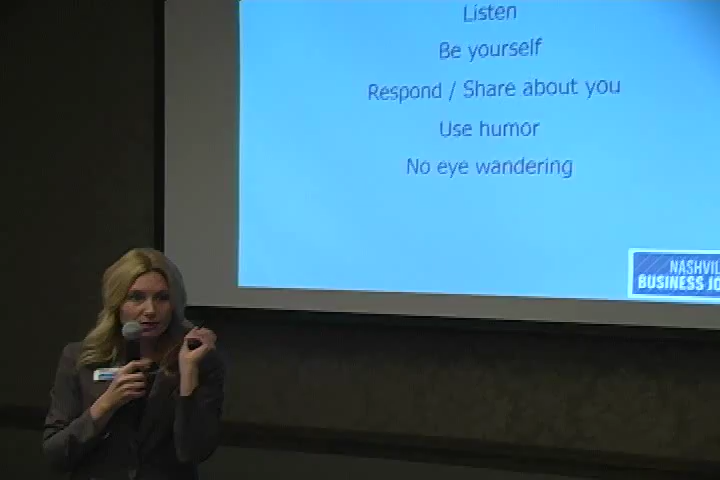 Listen
Be yourself
Respond / Share about you
Use humor
No eye wandering
NASHVIL
BUSINESS JO